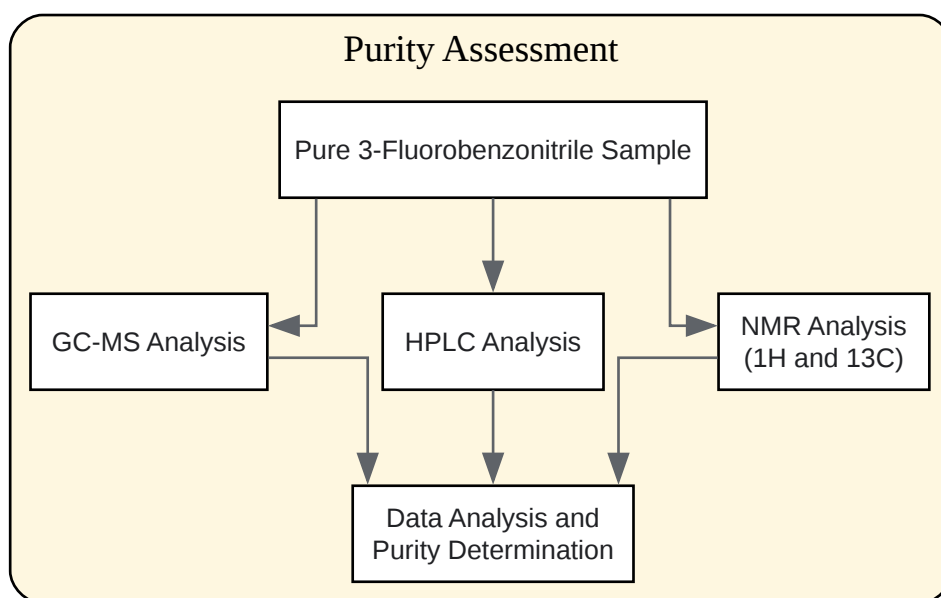 Purity Assessment
Pure 3-Fluorobenzonitrile Sample
GC-MS Analysis
HPLC Analysis
NMR Analysis
(1H and 13C)
Data Analysis and
Purity Determination